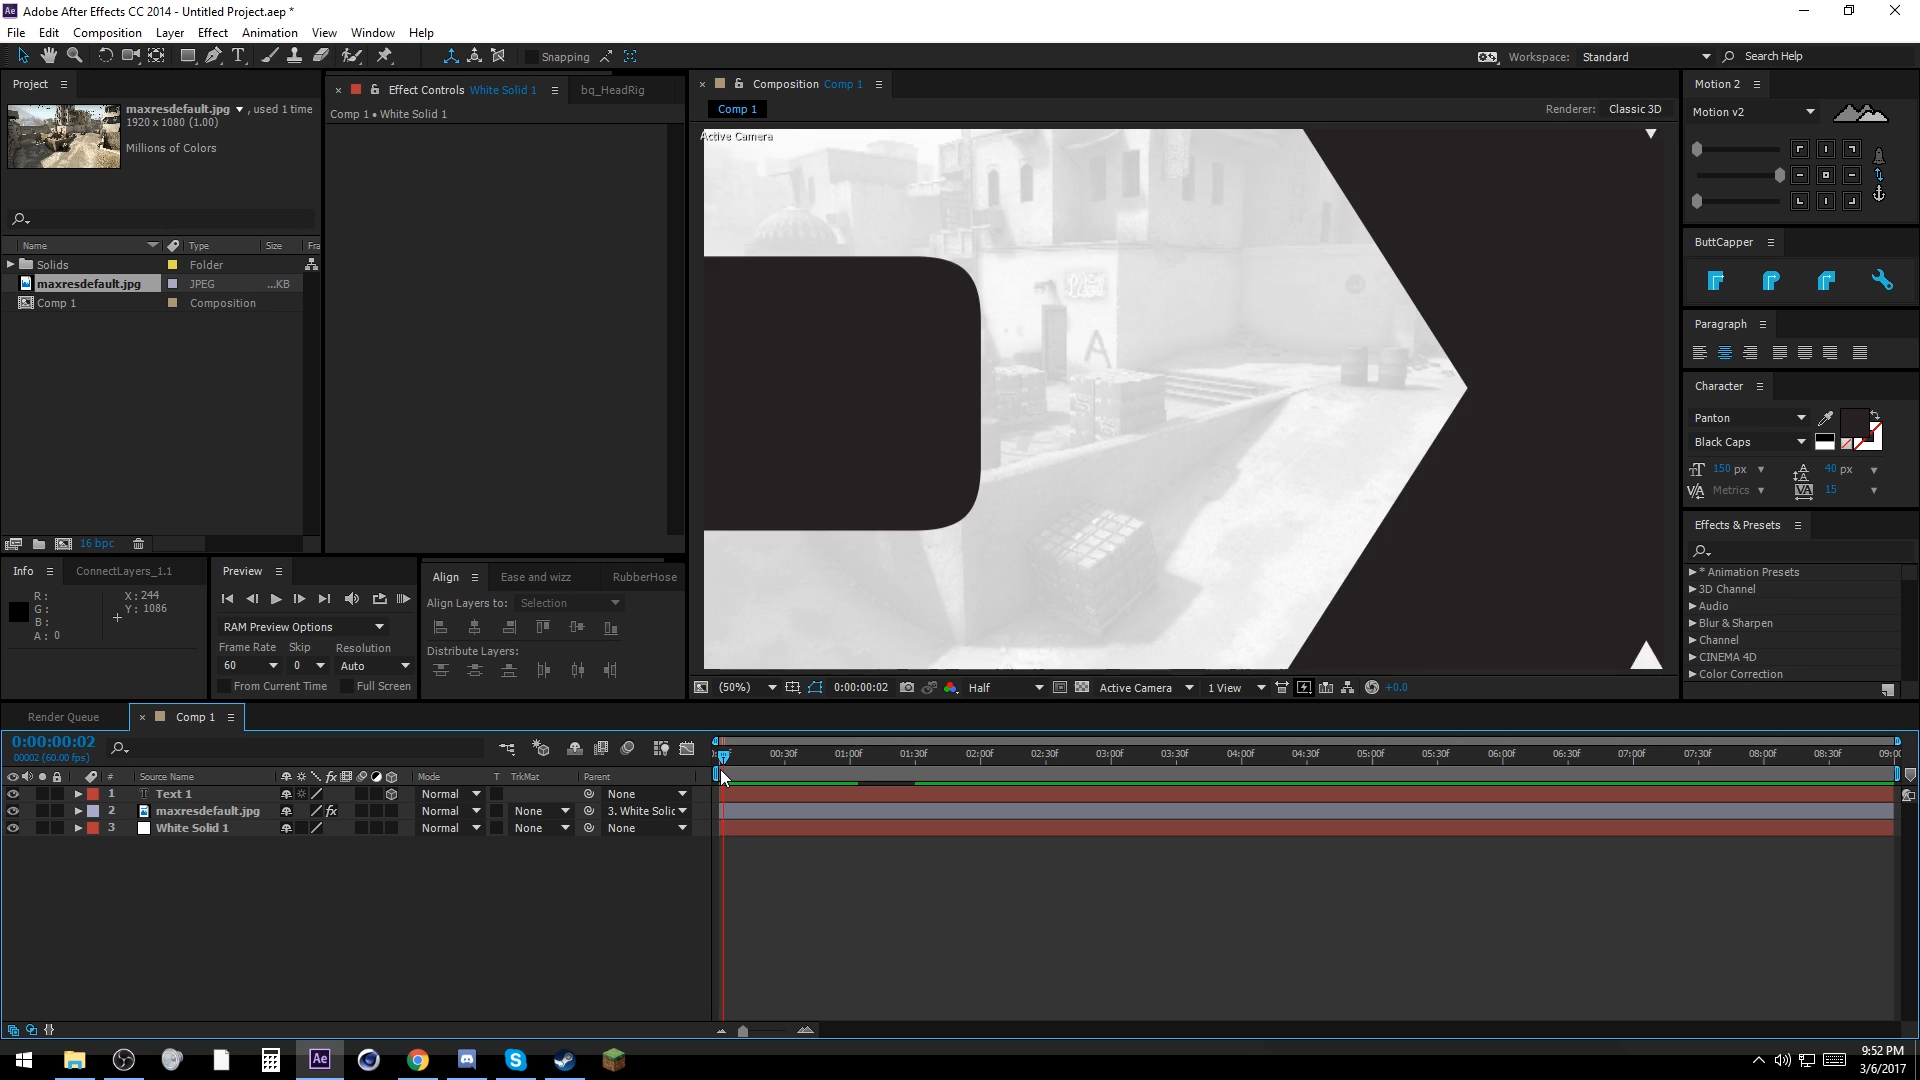 Adobe After Effects CC 2014 - Untitled Project.aep *
File Edit Composition Layer Effect Animation View Window Help
Snapping
Workspace: Standard
Search Help
Project
maxresdefault.jpg , used 1 time
1920 x 1080 (1.00)
Millions of Colors
Name Type Size Fra
Solids Folder
maxresdefault.jpg JPEG ...KB
Comp 1 Composition
16 bpc
Effect Controls White Solid 1
bq_HeadRig
Comp 1 • White Solid 1
Composition Comp 1
Comp 1
Renderer: Classic 3D
Active Camera
A
(50%) 0:00:00:02 Half Active Camera 1 View +0.0
Motion 2
Motion v2
ButtCapper
Paragraph
Character
Panton
Black Caps
150 px 40 px
Metrics 15
Effects & Presets
* Animation Presets
3D Channel
Audio
Blur & Sharpen
Channel
CINEMA 4D
Color Correction
Info ConnectLayers_1.1
R: X: 244
G: Y: 1086
B:
A: 0
Preview
RAM Preview Options
Frame Rate Skip Resolution
60 0 Auto
From Current Time Full Screen
Align Ease and wizz RubberHose
Align Layers to: Selection
Distribute Layers:
Render Queue Comp 1
0:00:00:02
00002 (60.00 fps)
00:30f 01:00f 01:30f 02:00f 02:30f 03:00f 03:30f 04:00f 04:30f 05:00f 05:30f 06:00f 06:30f 07:00f 07:30f 08:00f 08:30f 09:00
# Source Name Mode T TrkMat Parent
1 T Text 1 Normal None
2 maxresdefault.jpg fx Normal None 3. White Solic
3 White Solid 1 Normal None None
Ae
9:52 PM
3/6/2017